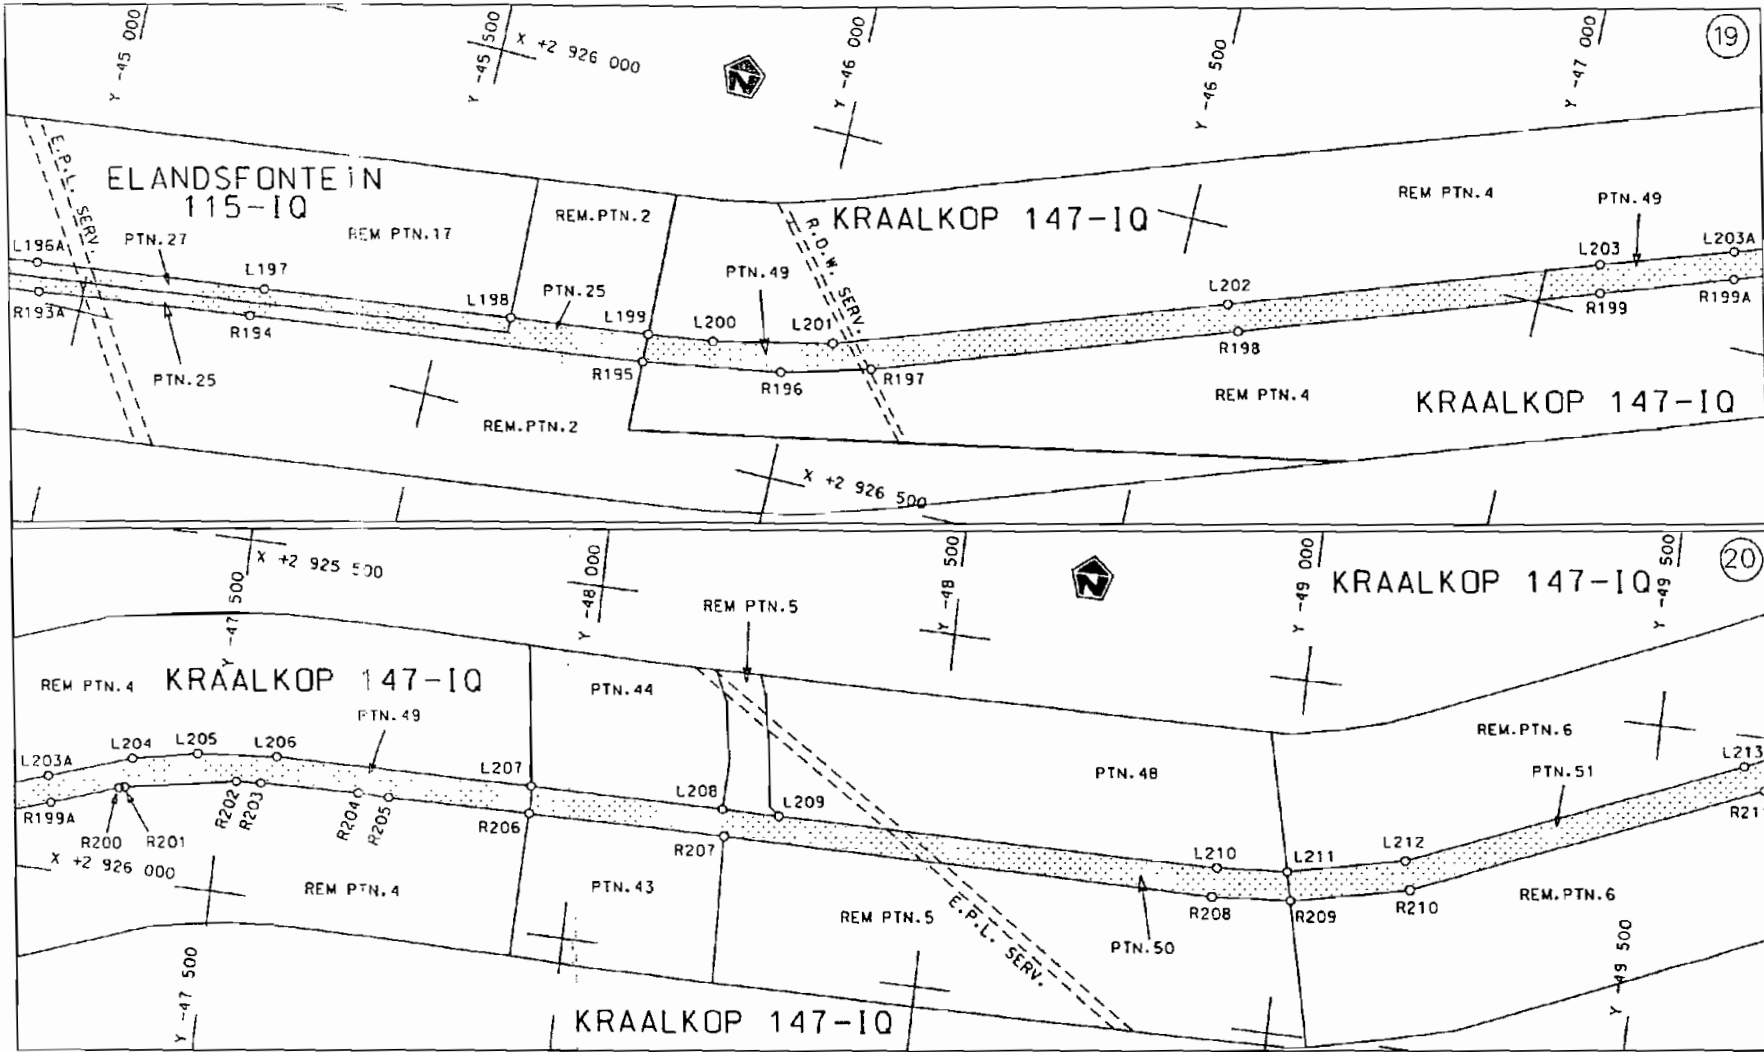 Y -45 000
Y -45 500
X +2 926 000
N
Y -46 000
Y -46 500
Y -47 000
19
E.P.L. SERV.
ELANDSFONTEIN
115-IQ
REM PTN.17
REM.PTN.2
KRAALKOP 147-IQ
REM PTN.4
PTN.49
L196A
PTN.27
L197
L198
PTN.25
L199
L200
PTN.49
L201
R.O.W. SERV.
L202
L203
L203A
R193A
R194
PTN.25
R195
R196
R197
R198
R199
R199A
REM.PTN.2
REM PTN.4
KRAALKOP 147-IQ
X +2 926 500
Y -47 500
X +2 925 500
Y -48 000
REM PTN.5
Y -48 500
N
Y -49 000
KRAALKOP 147-IQ
Y -49 500
20
REM PTN.4
KRAALKOP 147-IQ
PTN.49
PTN.44
PTN.48
REM.PTN.6
PTN.51
L203A
L204
L205
L206
L207
L208
L209
L210
L211
L212
L213
R199A
R200
R201
R202
R203
R204
R205
R206
R207
R208
R209
R210
R211
X +2 926 000
REM PTN.4
PTN.43
REM PTN.5
E.P.L. SERV.
PTN.50
REM.PTN.6
Y -47 500
KRAALKOP 147-IQ
Y -49 500